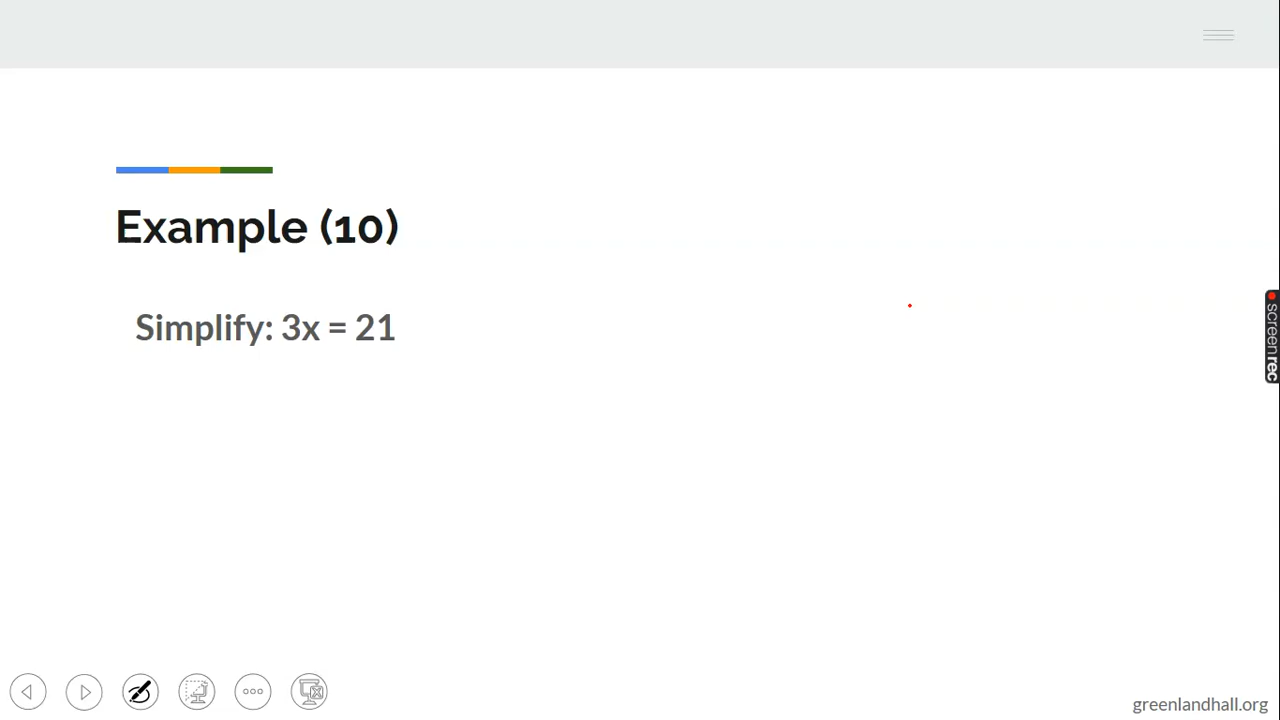 Example (10)
Simplify: 3x = 21
screenrec
greenlandhall.org